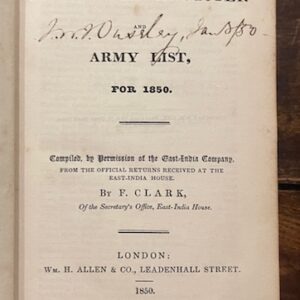 AND
ARMY LIST,
FOR 1850.
Compiled, by Permission of the East-India Company,
FROM THE OFFICIAL RETURNS RECEIVED AT THE
EAST-INDIA HOUSE.
By F. CLARK,
Of the Secretary's Office, East-India House.
LONDON:
Wm. H. ALLEN & CO., LEADENHALL STREET.
1850.